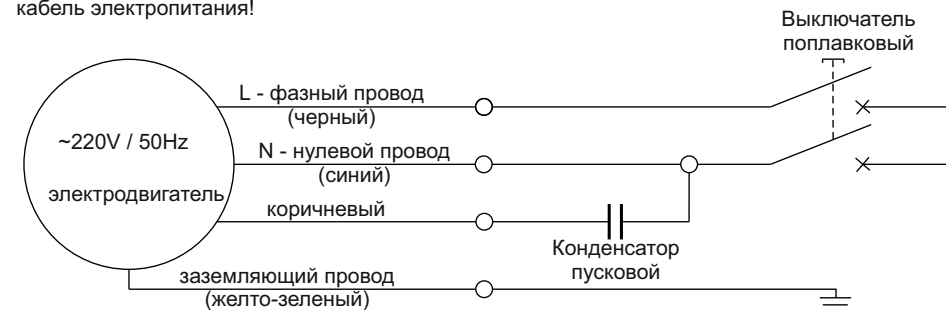 кабель электропитания!
Выключатель
поплавковый
L - фазный провод
(черный)
~220V / 50Hz
N - нулевой провод
(синий)
электродвигатель
коричневый
Конденсатор
пусковой
заземляющий провод
(желто-зеленый)